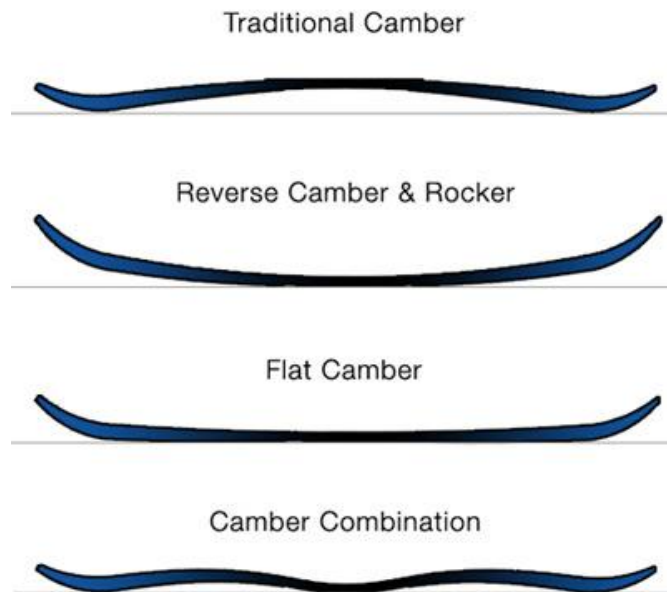 Traditional Camber
Reverse Camber & Rocker
Flat Camber
Camber Combination